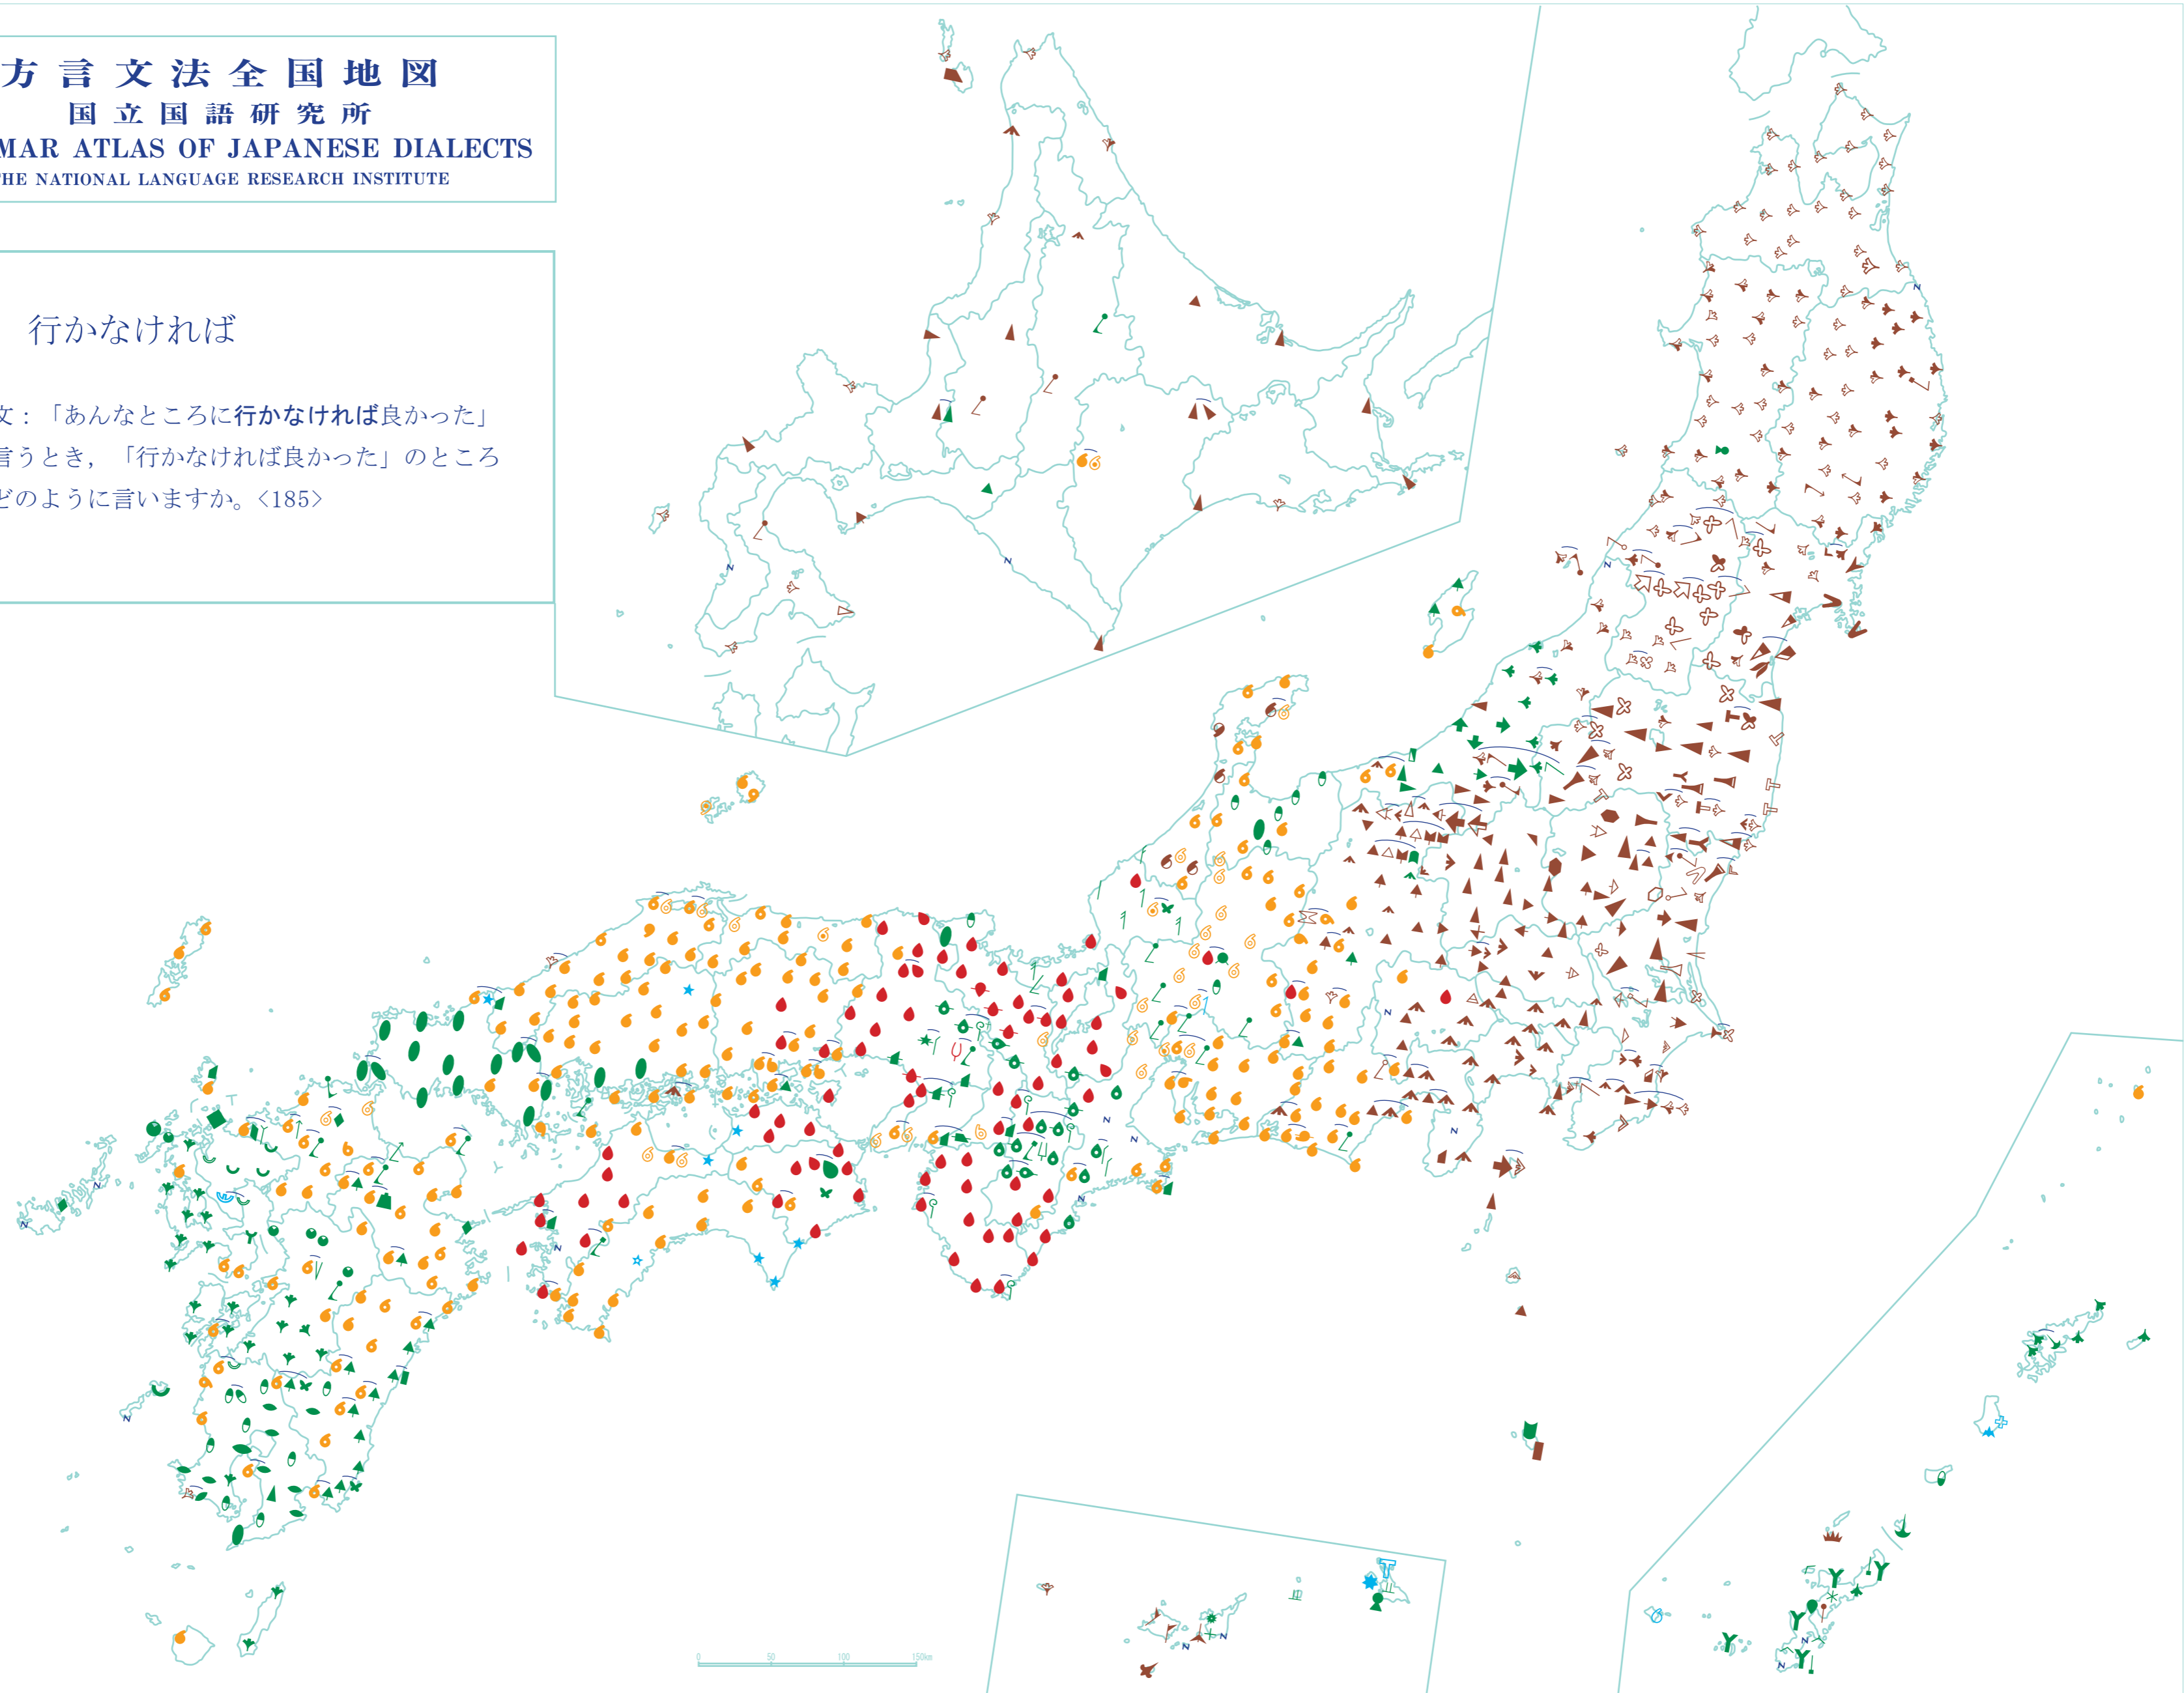 方言文法全国地図
国立国語研究所
MAR ATLAS OF JAPANESE DIALECTS
THE NATIONAL LANGUAGE RESEARCH INSTITUTE
行かなければ
文：「あんなところに行かなければ良かった」
言うとき，「行かなければ良かった」のところ
どのように言いますか。<185>
0 50 100 150km